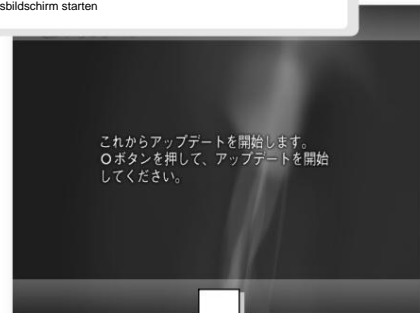 sbildschirm starten
これからアップデートを開始します。
○ボタンを押して、アップデートを開始
してください。